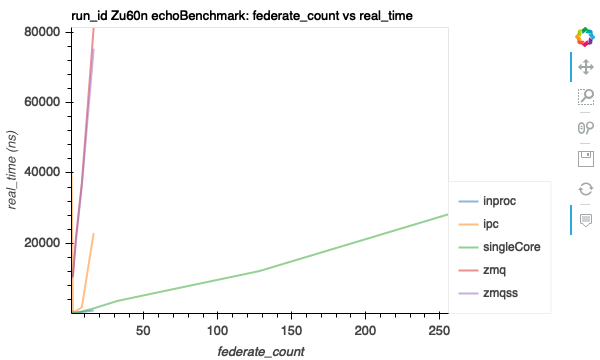 run_id Zu60n echoBenchmark: federate_count vs real_time
80000
60000
40000
20000
real_time (ns)
50
100
150
200
250
federate_count
inproc
ipc
singleCore
zmq
zmqss